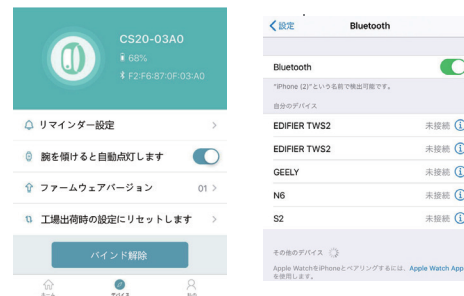 CS20-03A0
68%
F2:F6:87:0F:03:A0
リマインダー設定
腕を傾けると自動点灯します
ファームウェアバージョン 01
工場出荷時の設定にリセットします
バインド解除
ホーム デバイス 私の
設定 Bluetooth
Bluetooth
"iPhone (2)"という名前で検出可能です。
自分のデバイス
EDIFIER TWS2 未接続
EDIFIER TWS2 未接続
GEELY 未接続
N6 未接続
S2 未接続
その他のデバイス
Apple WatchをiPhoneとペアリングするには、Apple Watch App
を使用します。